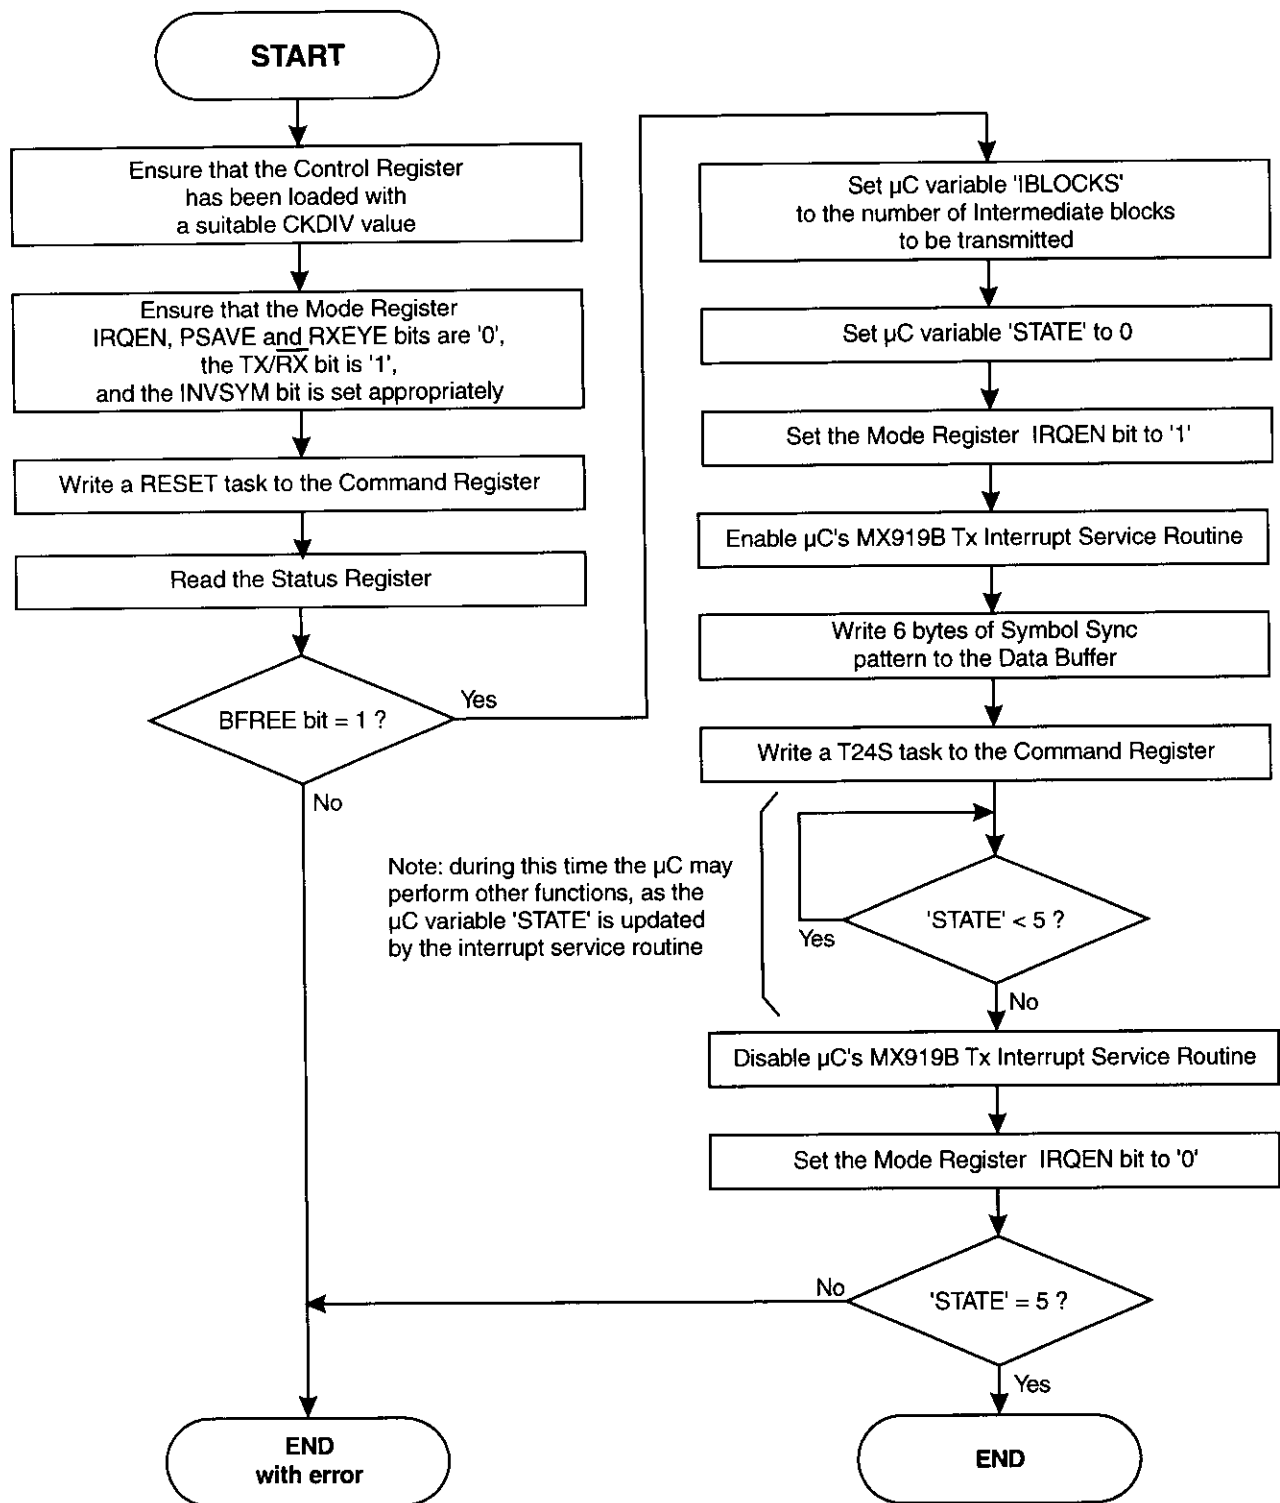 START
Ensure that the Control Register
has been loaded with
a suitable CKDIV value
Ensure that the Mode Register
IRQEN, PSAVE and RXEYE bits are '0',
the TX/R̅X̅ bit is '1',
and the INVSYM bit is set appropriately
Write a RESET task to the Command Register
Read the Status Register
BFREE bit = 1 ?
Yes
No
Set µC variable 'IBLOCKS'
to the number of Intermediate blocks
to be transmitted
Set µC variable 'STATE' to 0
Set the Mode Register IRQEN bit to '1'
Enable µC's MX919B Tx Interrupt Service Routine
Write 6 bytes of Symbol Sync
pattern to the Data Buffer
Write a T24S task to the Command Register
Note: during this time the µC may
perform other functions, as the
µC variable 'STATE' is updated
by the interrupt service routine
'STATE' < 5 ?
Yes
No
Disable µC's MX919B Tx Interrupt Service Routine
Set the Mode Register IRQEN bit to '0'
'STATE' = 5 ?
No
Yes
END
with error
END